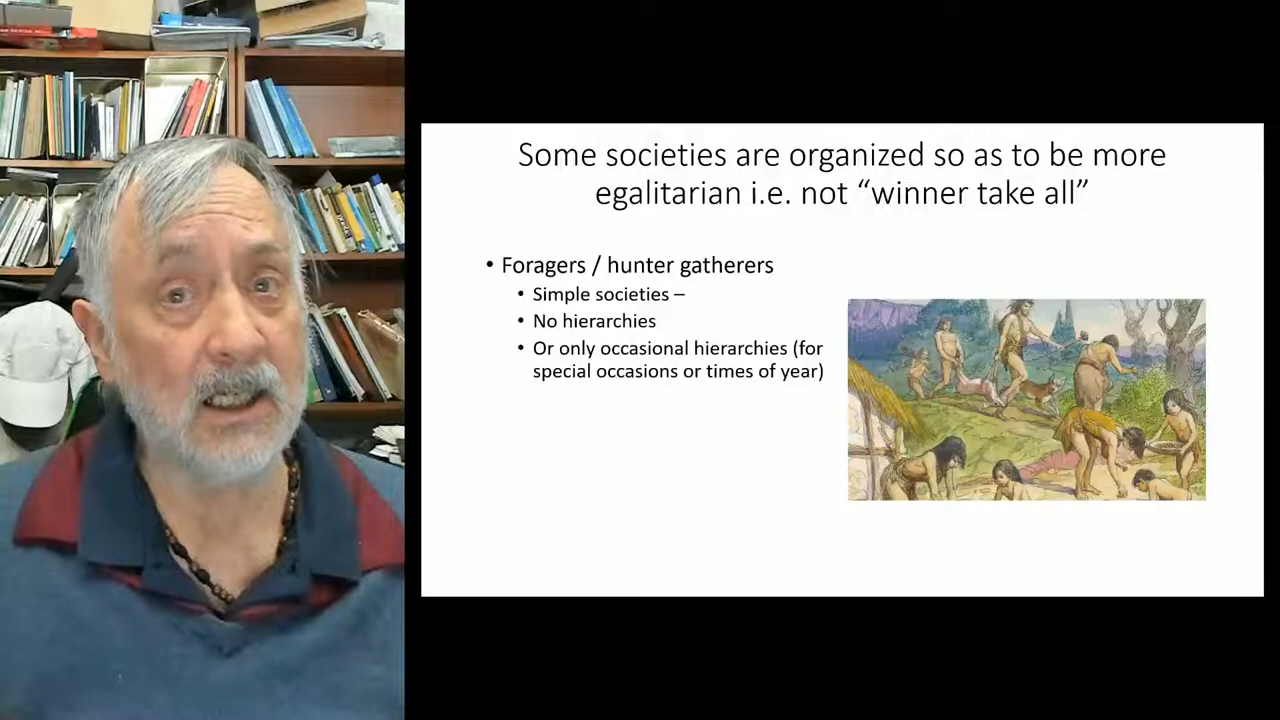 Some societies are organized so as to be more
egalitarian i.e. not “winner take all”
• Foragers / hunter gatherers
• Simple societies –
• No hierarchies
• Or only occasional hierarchies (for
special occasions or times of year)